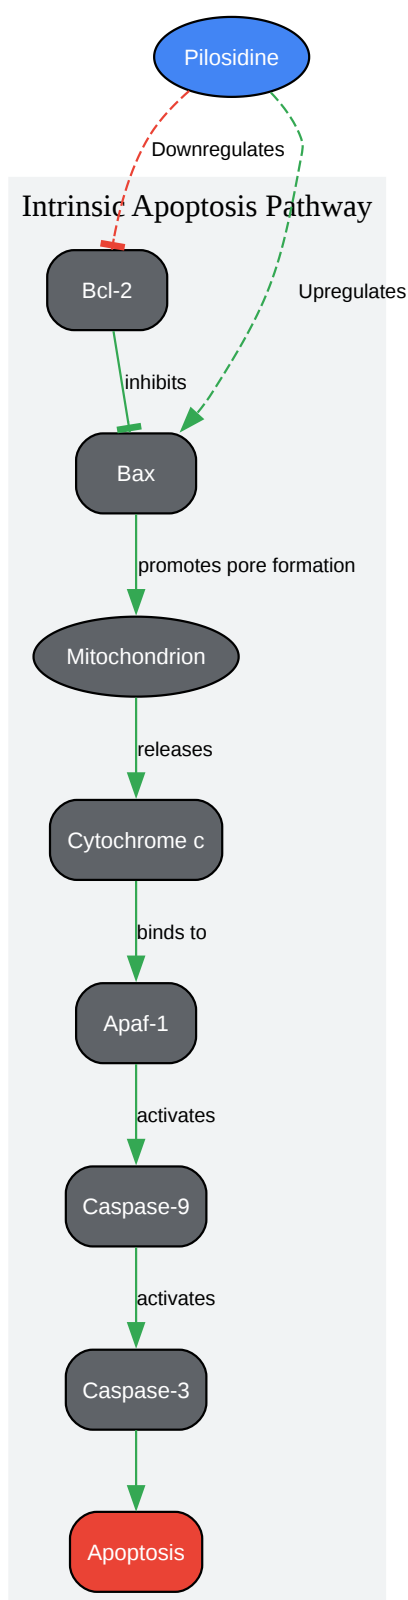 Pilosidine
Downregulates
Intrinsic Apoptosis Pathway
Bcl-2
Upregulates
inhibits
Bax
promotes pore formation
Mitochondrion
releases
Cytochrome c
binds to
Apaf-1
activates
Caspase-9
activates
Caspase-3
Apoptosis